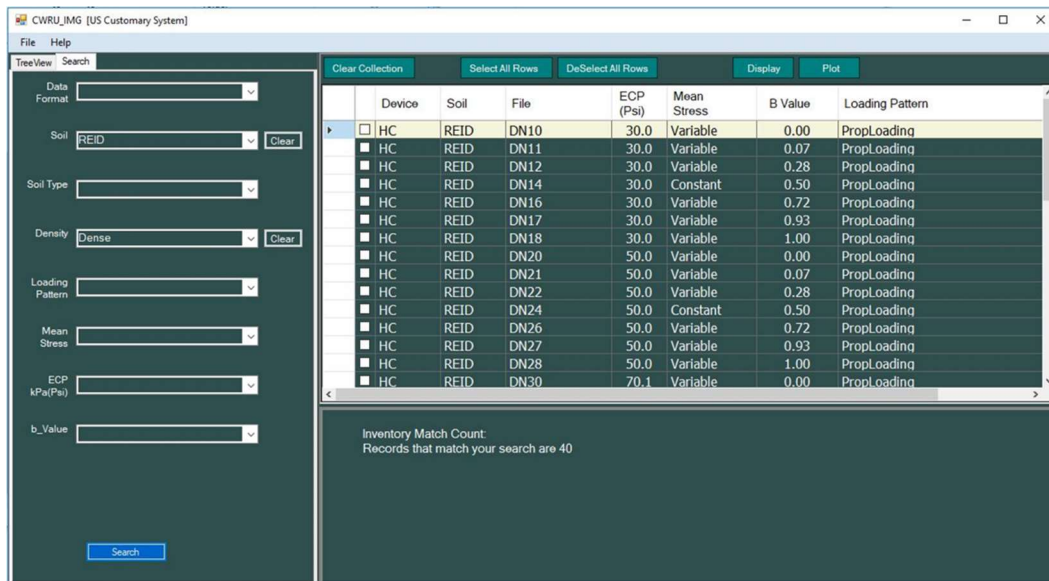 CWRU_IMG [US Customary System]
File Help
TreeView Search
Data Format
Soil REID Clear
Soil Type
Density Dense Clear
Loading Pattern
Mean Stress
ECP kPa(Psi)
b_Value
Search
Clear Collection Select All Rows DeSelect All Rows Display Plot
Device Soil File ECP (Psi) Mean Stress B Value Loading Pattern
HC REID DN10 30.0 Variable 0.00 PropLoading
HC REID DN11 30.0 Variable 0.07 PropLoading
HC REID DN12 30.0 Variable 0.28 PropLoading
HC REID DN14 30.0 Constant 0.50 PropLoading
HC REID DN16 30.0 Variable 0.72 PropLoading
HC REID DN17 30.0 Variable 0.93 PropLoading
HC REID DN18 30.0 Variable 1.00 PropLoading
HC REID DN20 50.0 Variable 0.00 PropLoading
HC REID DN21 50.0 Variable 0.07 PropLoading
HC REID DN22 50.0 Variable 0.28 PropLoading
HC REID DN24 50.0 Constant 0.50 PropLoading
HC REID DN26 50.0 Variable 0.72 PropLoading
HC REID DN27 50.0 Variable 0.93 PropLoading
HC REID DN28 50.0 Variable 1.00 PropLoading
HC REID DN30 70.1 Variable 0.00 PropLoading
Inventory Match Count:
Records that match your search are 40